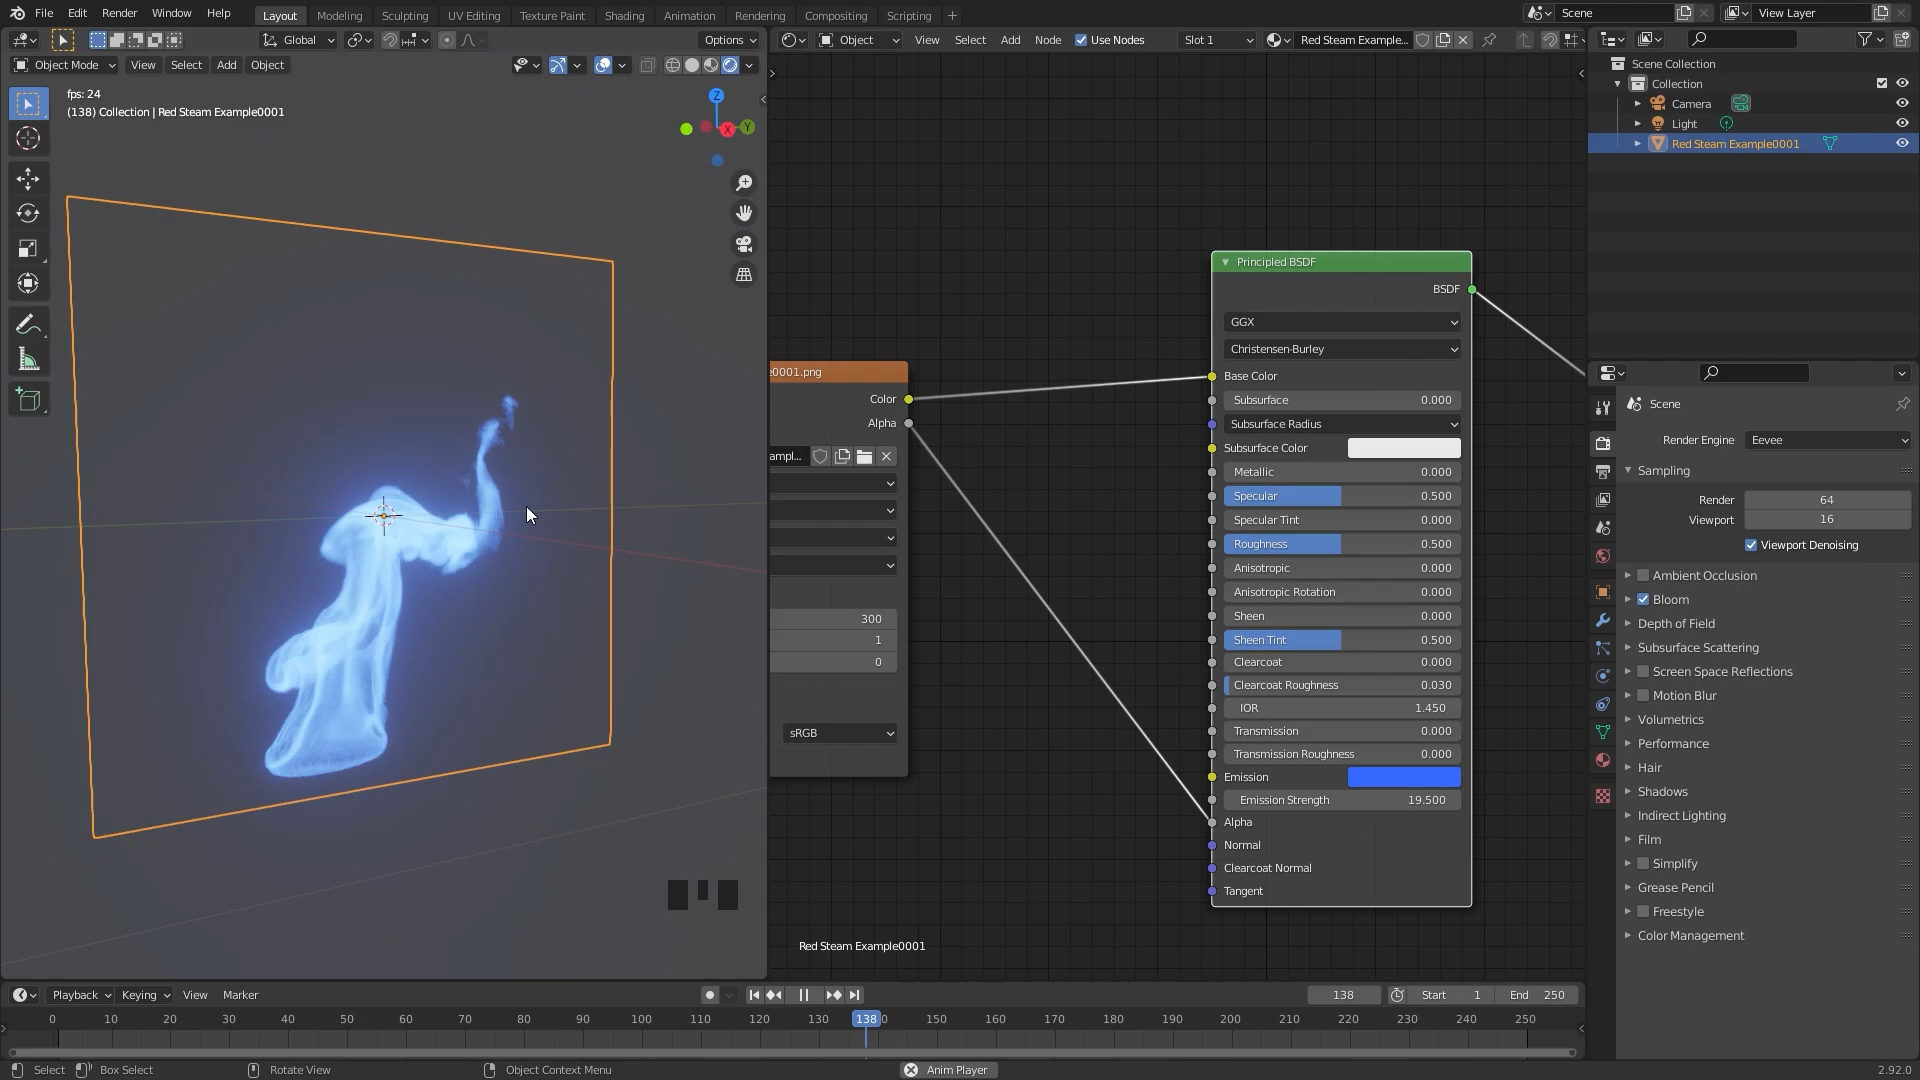 File Edit Render Window Help Layout Modeling Sculpting UV Editing Texture Paint Shading Animation Rendering Compositing Scripting + Scene View Layer
Global Options Object View Select Add Node Use Nodes Slot 1 Red Steam Example...
Object Mode View Select Add Object
fps: 24
(138) Collection | Red Steam Example0001
Z
X
Y
Scene Collection
Collection
Camera
Light
Red Steam Example0001
Principled BSDF
BSDF
GGX
Christensen-Burley
Base Color
Subsurface 0.000
Subsurface Radius
Subsurface Color
Metallic 0.000
Specular 0.500
Specular Tint 0.000
Roughness 0.500
Anisotropic 0.000
Anisotropic Rotation 0.000
Sheen 0.000
Sheen Tint 0.500
Clearcoat 0.000
Clearcoat Roughness 0.030
IOR 1.450
Transmission 0.000
Transmission Roughness 0.000
Emission
Emission Strength 19.500
Alpha
Normal
Clearcoat Normal
Tangent
e0001.png
Color
Alpha
ampl...
300
1
0
sRGB
Red Steam Example0001
Scene
Render Engine Eevee
Sampling
Render 64
Viewport 16
Viewport Denoising
Ambient Occlusion
Bloom
Depth of Field
Subsurface Scattering
Screen Space Reflections
Motion Blur
Volumetrics
Performance
Hair
Shadows
Indirect Lighting
Film
Simplify
Grease Pencil
Freestyle
Color Management
Playback Keying View Marker 138 Start 1 End 250
0 10 20 30 40 50 60 70 80 90 100 110 120 130 138 0 150 160 170 180 190 200 210 220 230 240 250
Select Box Select Rotate View Object Context Menu Anim Player 2.92.0